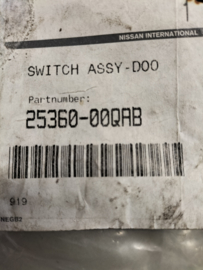 NISSAN INTERNATIONAL
SWITCH ASSY-DOO
Partnumber:
25360-00QAB
919